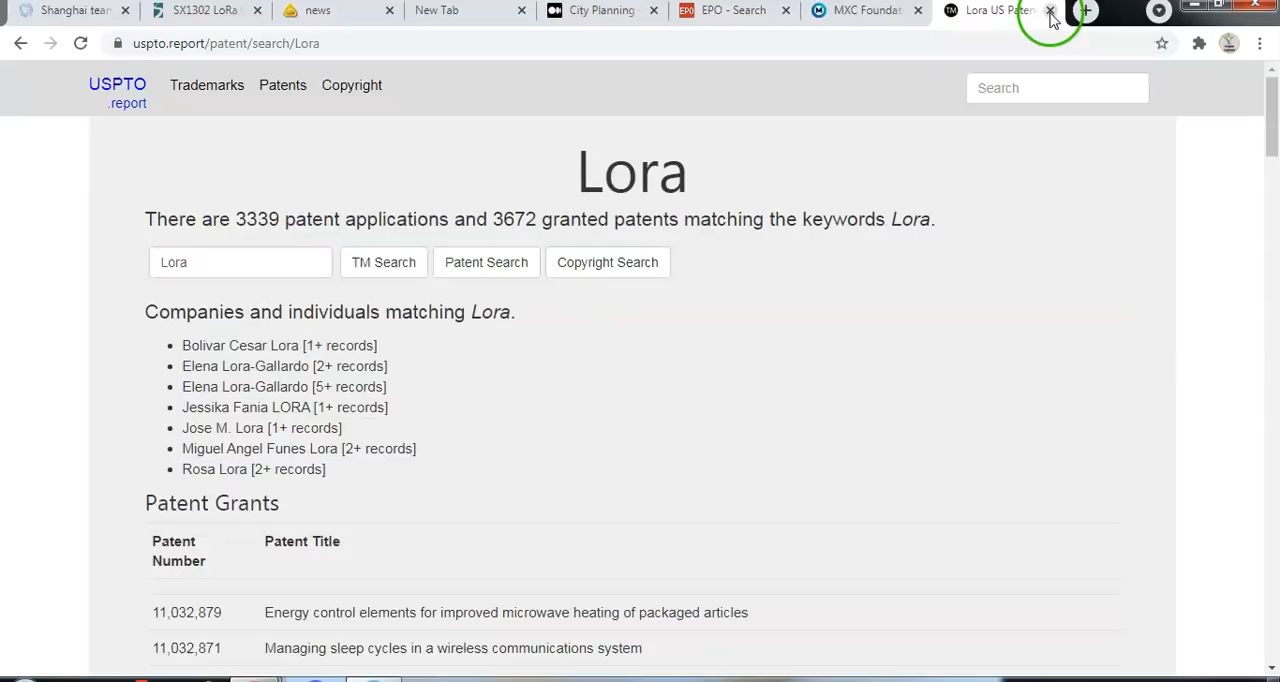 Shanghai team
SX1302 LoRa
news
New Tab
City Planning
EPO - Search
MXC Foundat
TM
Lora US Paten
uspto.report/patent/search/Lora
USPTO
.report
Trademarks
Patents
Copyright
Search
Lora
There are 3339 patent applications and 3672 granted patents matching the keywords Lora.
Lora
TM Search
Patent Search
Copyright Search
Companies and individuals matching Lora.
Bolivar Cesar Lora [1+ records]
Elena Lora-Gallardo [2+ records]
Elena Lora-Gallardo [5+ records]
Jessika Fania LORA [1+ records]
Jose M. Lora [1+ records]
Miguel Angel Funes Lora [2+ records]
Rosa Lora [2+ records]
Patent Grants
Patent Number
Patent Title
11,032,879
Energy control elements for improved microwave heating of packaged articles
11,032,871
Managing sleep cycles in a wireless communications system